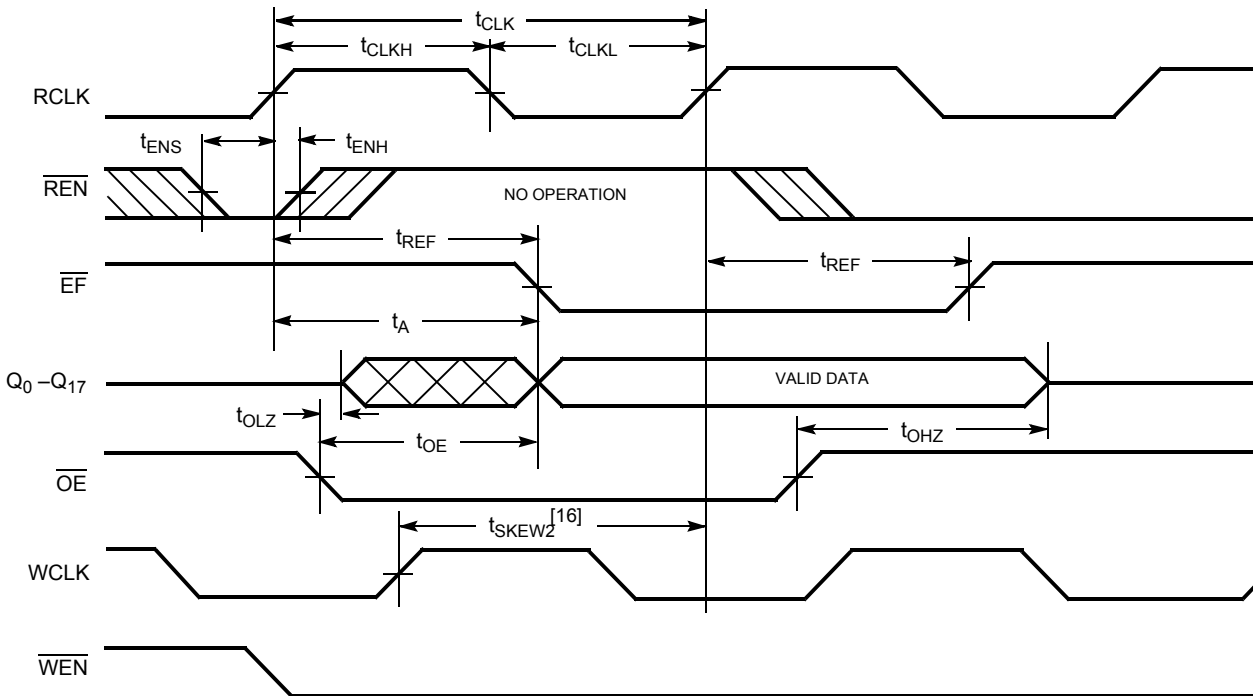 tCLK
tCLKH
tCLKL
RCLK
tENS
tENH
REN
NO OPERATION
tREF
tREF
EF
tA
Q0 –Q17
VALID DATA
tOLZ
tOE
tOHZ
OE
tSKEW2[16]
WCLK
WEN